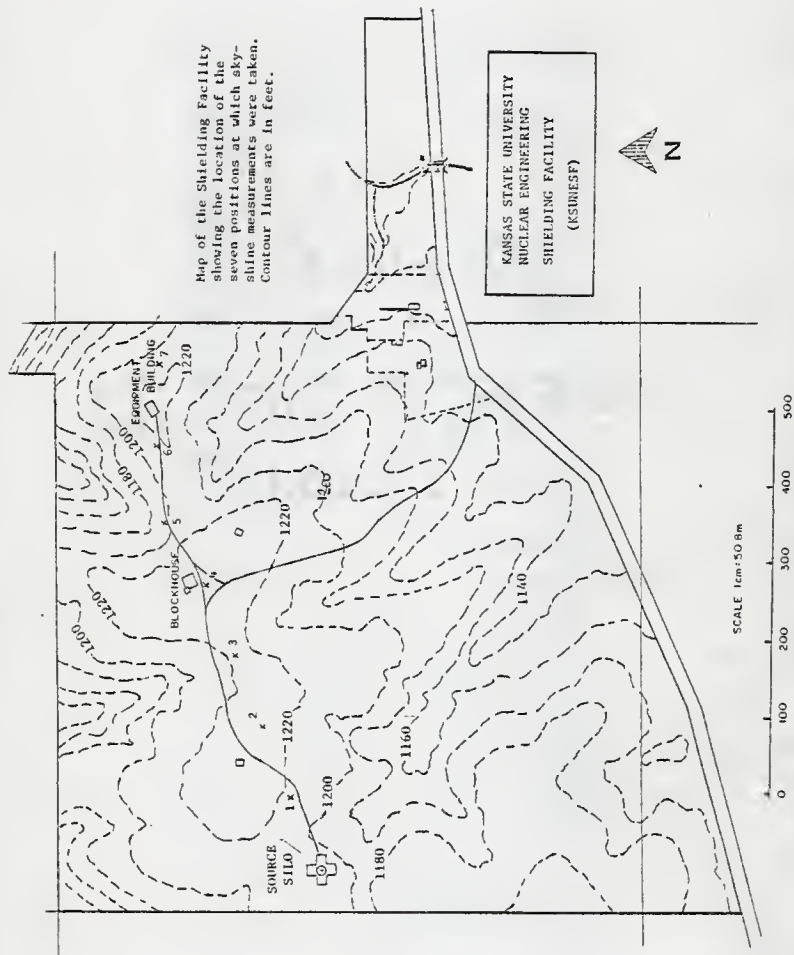 Map of the Shielding Facility
showing the location of the
seven positions at which sky-
shine measurements were taken.
Contour lines are in feet.
KANSAS STATE UNIVERSITY
NUCLEAR ENGINEERING
SHIELDING FACILITY
(KSUNESF)
N
EQUIPMENT
BUILDING
7
1220
1200
6
1180
5
BLOCKHOUSE
4
1220
1200
1220
1200
3
2
1220
1
1200
SOURCE
SILO
1180
1160
1140
SCALE 1cm=50.8m
0 100 200 300 400 500